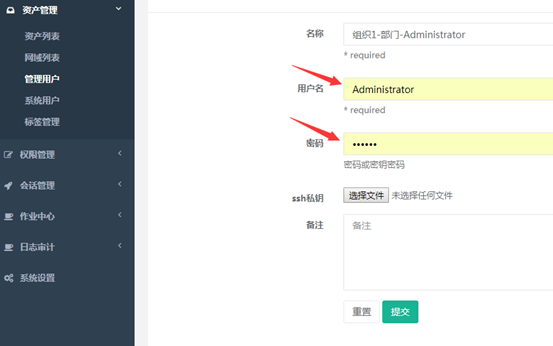 资产管理
资产列表
网域列表
管理用户
系统用户
标签管理
权限管理
会话管理
作业中心
日志审计
系统设置
名称
组织1-部门-Administrator
* required
用户名
Administrator
* required
密码
••••••
密码或密钥密码
ssh私钥
选择文件 未选择任何文件
备注
备注
重置 提交